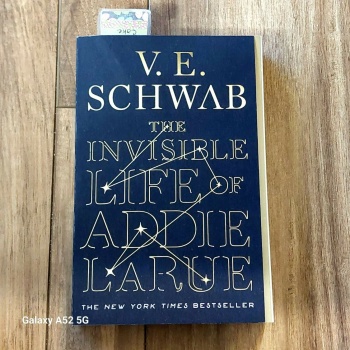 V. E.
SCHWAB
THE
INVISIBLE
LIFE OF
ADDIE
LARUE
THE NEW YORK TIMES BESTSELLER
Galaxy A52 5G